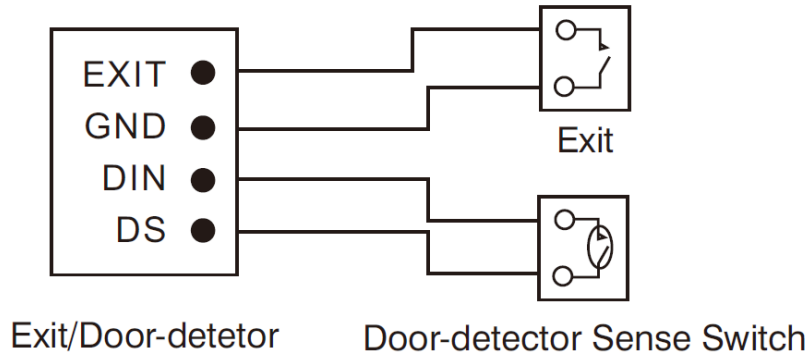 EXIT
GND
DIN
DS
Exit
Exit/Door-detetor
Door-detector Sense Switch